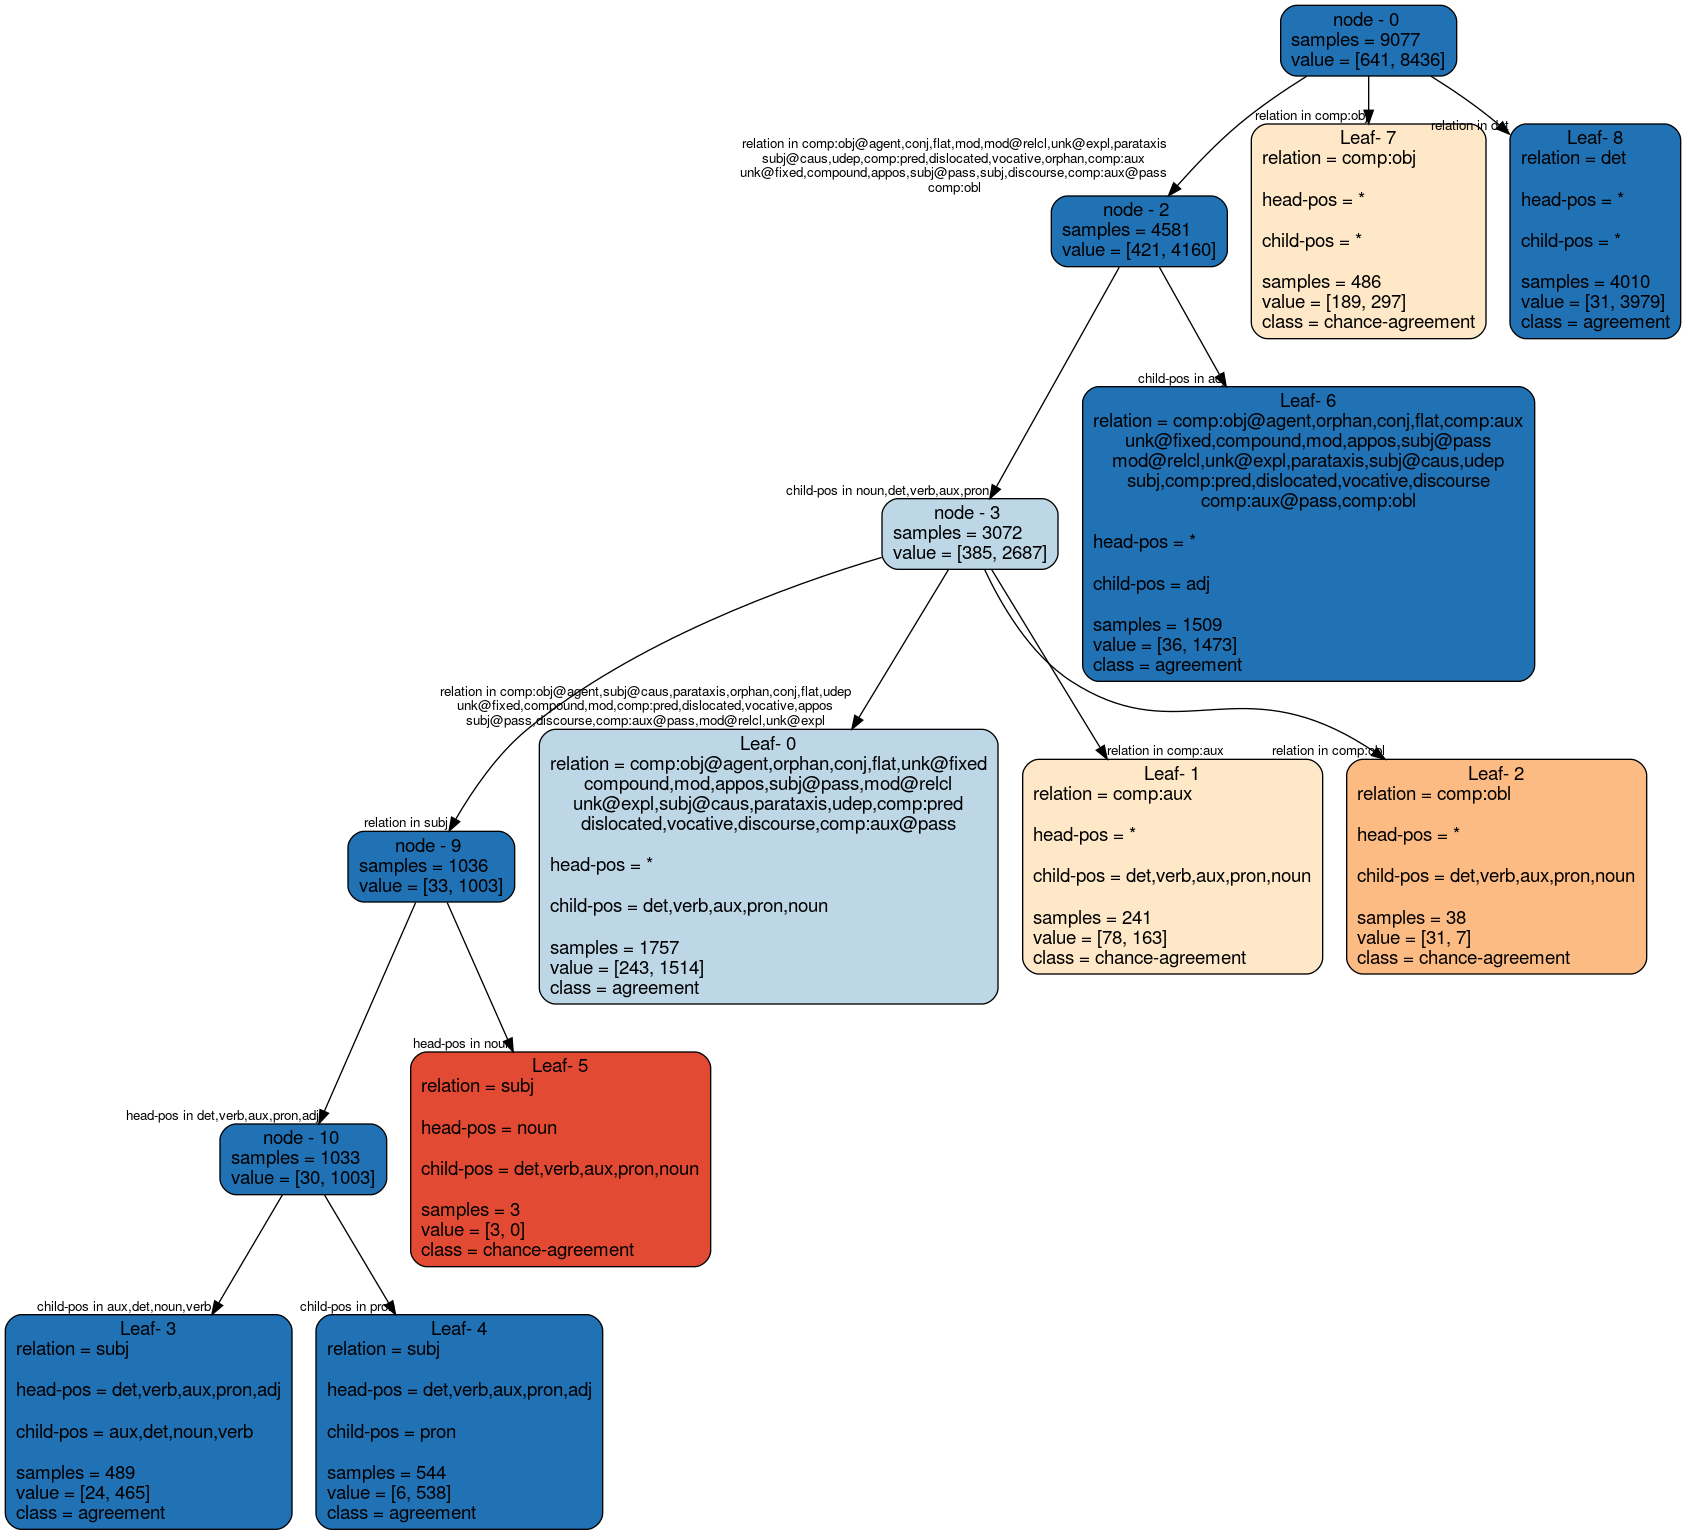 node - 0
samples = 9077
value = [641, 8436]
relation in comp:obj@agent,conj,flat,mod,mod@relcl,unk@expl,parataxis
subj@caus,udep,comp:pred,dislocated,vocative,orphan,comp:aux
unk@fixed,compound,appos,subj@pass,subj,discourse,comp:aux@pass
comp:obl
relation in comp:obj
relation in det
node - 2
samples = 4581
value = [421, 4160]
Leaf- 7
relation = comp:obj
head-pos = *
child-pos = *
samples = 486
value = [189, 297]
class = chance-agreement
Leaf- 8
relation = det
head-pos = *
child-pos = *
samples = 4010
value = [31, 3979]
class = agreement
child-pos in noun,det,verb,aux,pron
child-pos in adj
node - 3
samples = 3072
value = [385, 2687]
Leaf- 6
relation = comp:obj@agent,orphan,conj,flat,comp:aux
unk@fixed,compound,mod,appos,subj@pass
mod@relcl,unk@expl,parataxis,subj@caus,udep
subj,comp:pred,dislocated,vocative,discourse
comp:aux@pass,comp:obl
head-pos = *
child-pos = adj
samples = 1509
value = [36, 1473]
class = agreement
relation in subj
relation in comp:obj@agent,subj@caus,parataxis,orphan,conj,flat,udep
unk@fixed,compound,mod,comp:pred,dislocated,vocative,appos
subj@pass,discourse,comp:aux@pass,mod@relcl,unk@expl
relation in comp:aux
relation in comp:obl
node - 9
samples = 1036
value = [33, 1003]
Leaf- 0
relation = comp:obj@agent,orphan,conj,flat,unk@fixed
compound,mod,appos,subj@pass,mod@relcl
unk@expl,subj@caus,parataxis,udep,comp:pred
dislocated,vocative,discourse,comp:aux@pass
head-pos = *
child-pos = det,verb,aux,pron,noun
samples = 1757
value = [243, 1514]
class = agreement
Leaf- 1
relation = comp:aux
head-pos = *
child-pos = det,verb,aux,pron,noun
samples = 241
value = [78, 163]
class = chance-agreement
Leaf- 2
relation = comp:obl
head-pos = *
child-pos = det,verb,aux,pron,noun
samples = 38
value = [31, 7]
class = chance-agreement
head-pos in det,verb,aux,pron,adj
head-pos in noun
node - 10
samples = 1033
value = [30, 1003]
Leaf- 5
relation = subj
head-pos = noun
child-pos = det,verb,aux,pron,noun
samples = 3
value = [3, 0]
class = chance-agreement
child-pos in aux,det,noun,verb
child-pos in pron
Leaf- 3
relation = subj
head-pos = det,verb,aux,pron,adj
child-pos = aux,det,noun,verb
samples = 489
value = [24, 465]
class = agreement
Leaf- 4
relation = subj
head-pos = det,verb,aux,pron,adj
child-pos = pron
samples = 544
value = [6, 538]
class = agreement